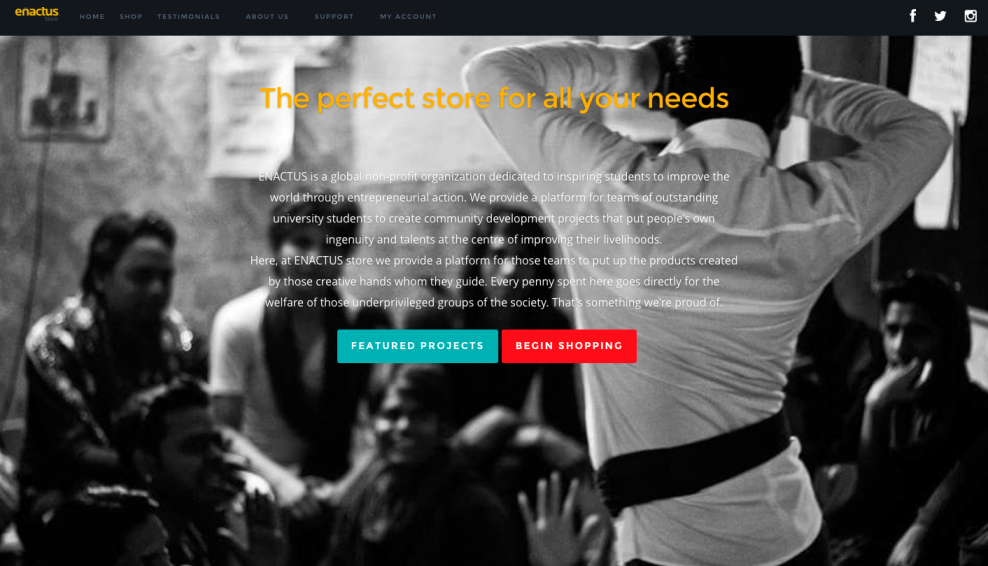 enactus
Store
HOME SHOP TESTIMONIALS ABOUT US SUPPORT MY ACCOUNT
The perfect store for all your needs
ENACTUS is a global non-profit organization dedicated to inspiring students to improve the
world through entrepreneurial action. We provide a platform for teams of outstanding
university students to create community development projects that put people's own
ingenuity and talents at the centre of improving their livelihoods.
Here, at ENACTUS store we provide a platform for those teams to put up the products created
by those creative hands whom they guide. Every penny spent here goes directly for the
welfare of those underprivileged groups of the society. That's something we're proud of.
FEATURED PROJECTS BEGIN SHOPPING